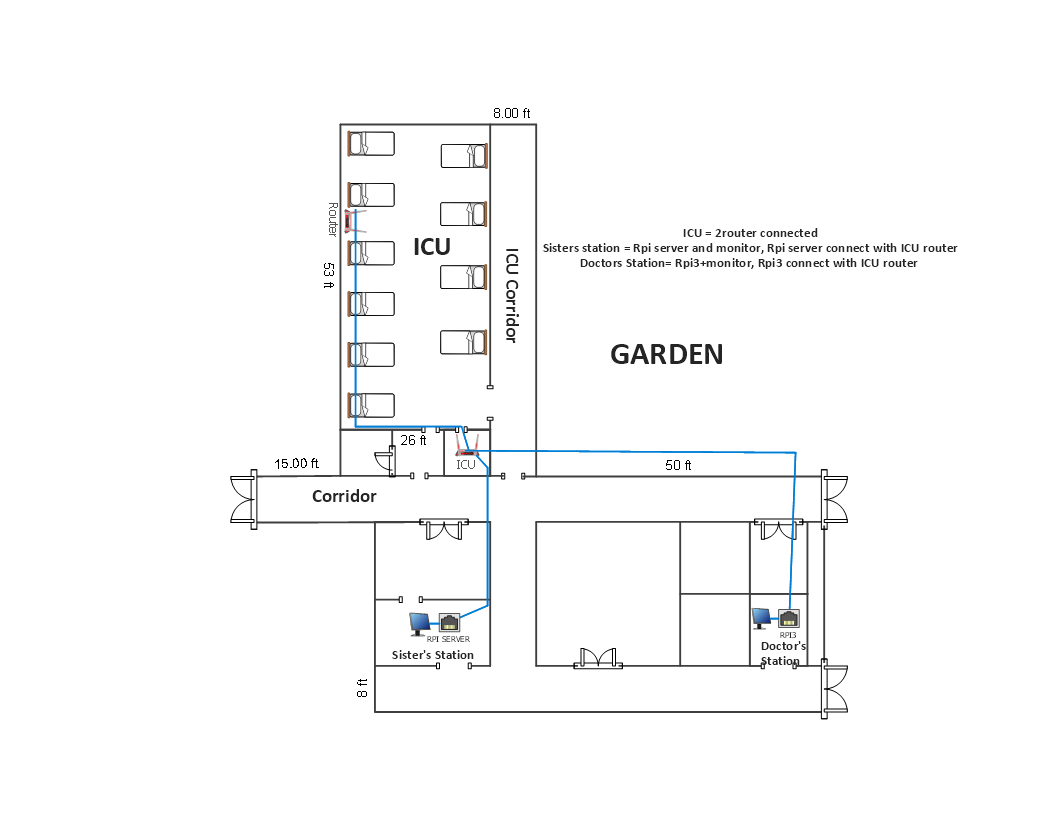 8.00 ft
Router
ICU
ICU = 2router connected
Sisters station = Rpi server and monitor, Rpi server connect with ICU router
Doctors Station= Rpi3+monitor, Rpi3 connect with ICU router
53 ft
ICU Corridor
GARDEN
26 ft
ICU
15.00 ft
50 ft
Corridor
RPI SERVER
Sister's Station
RPI3
Doctor's
Station
8 ft